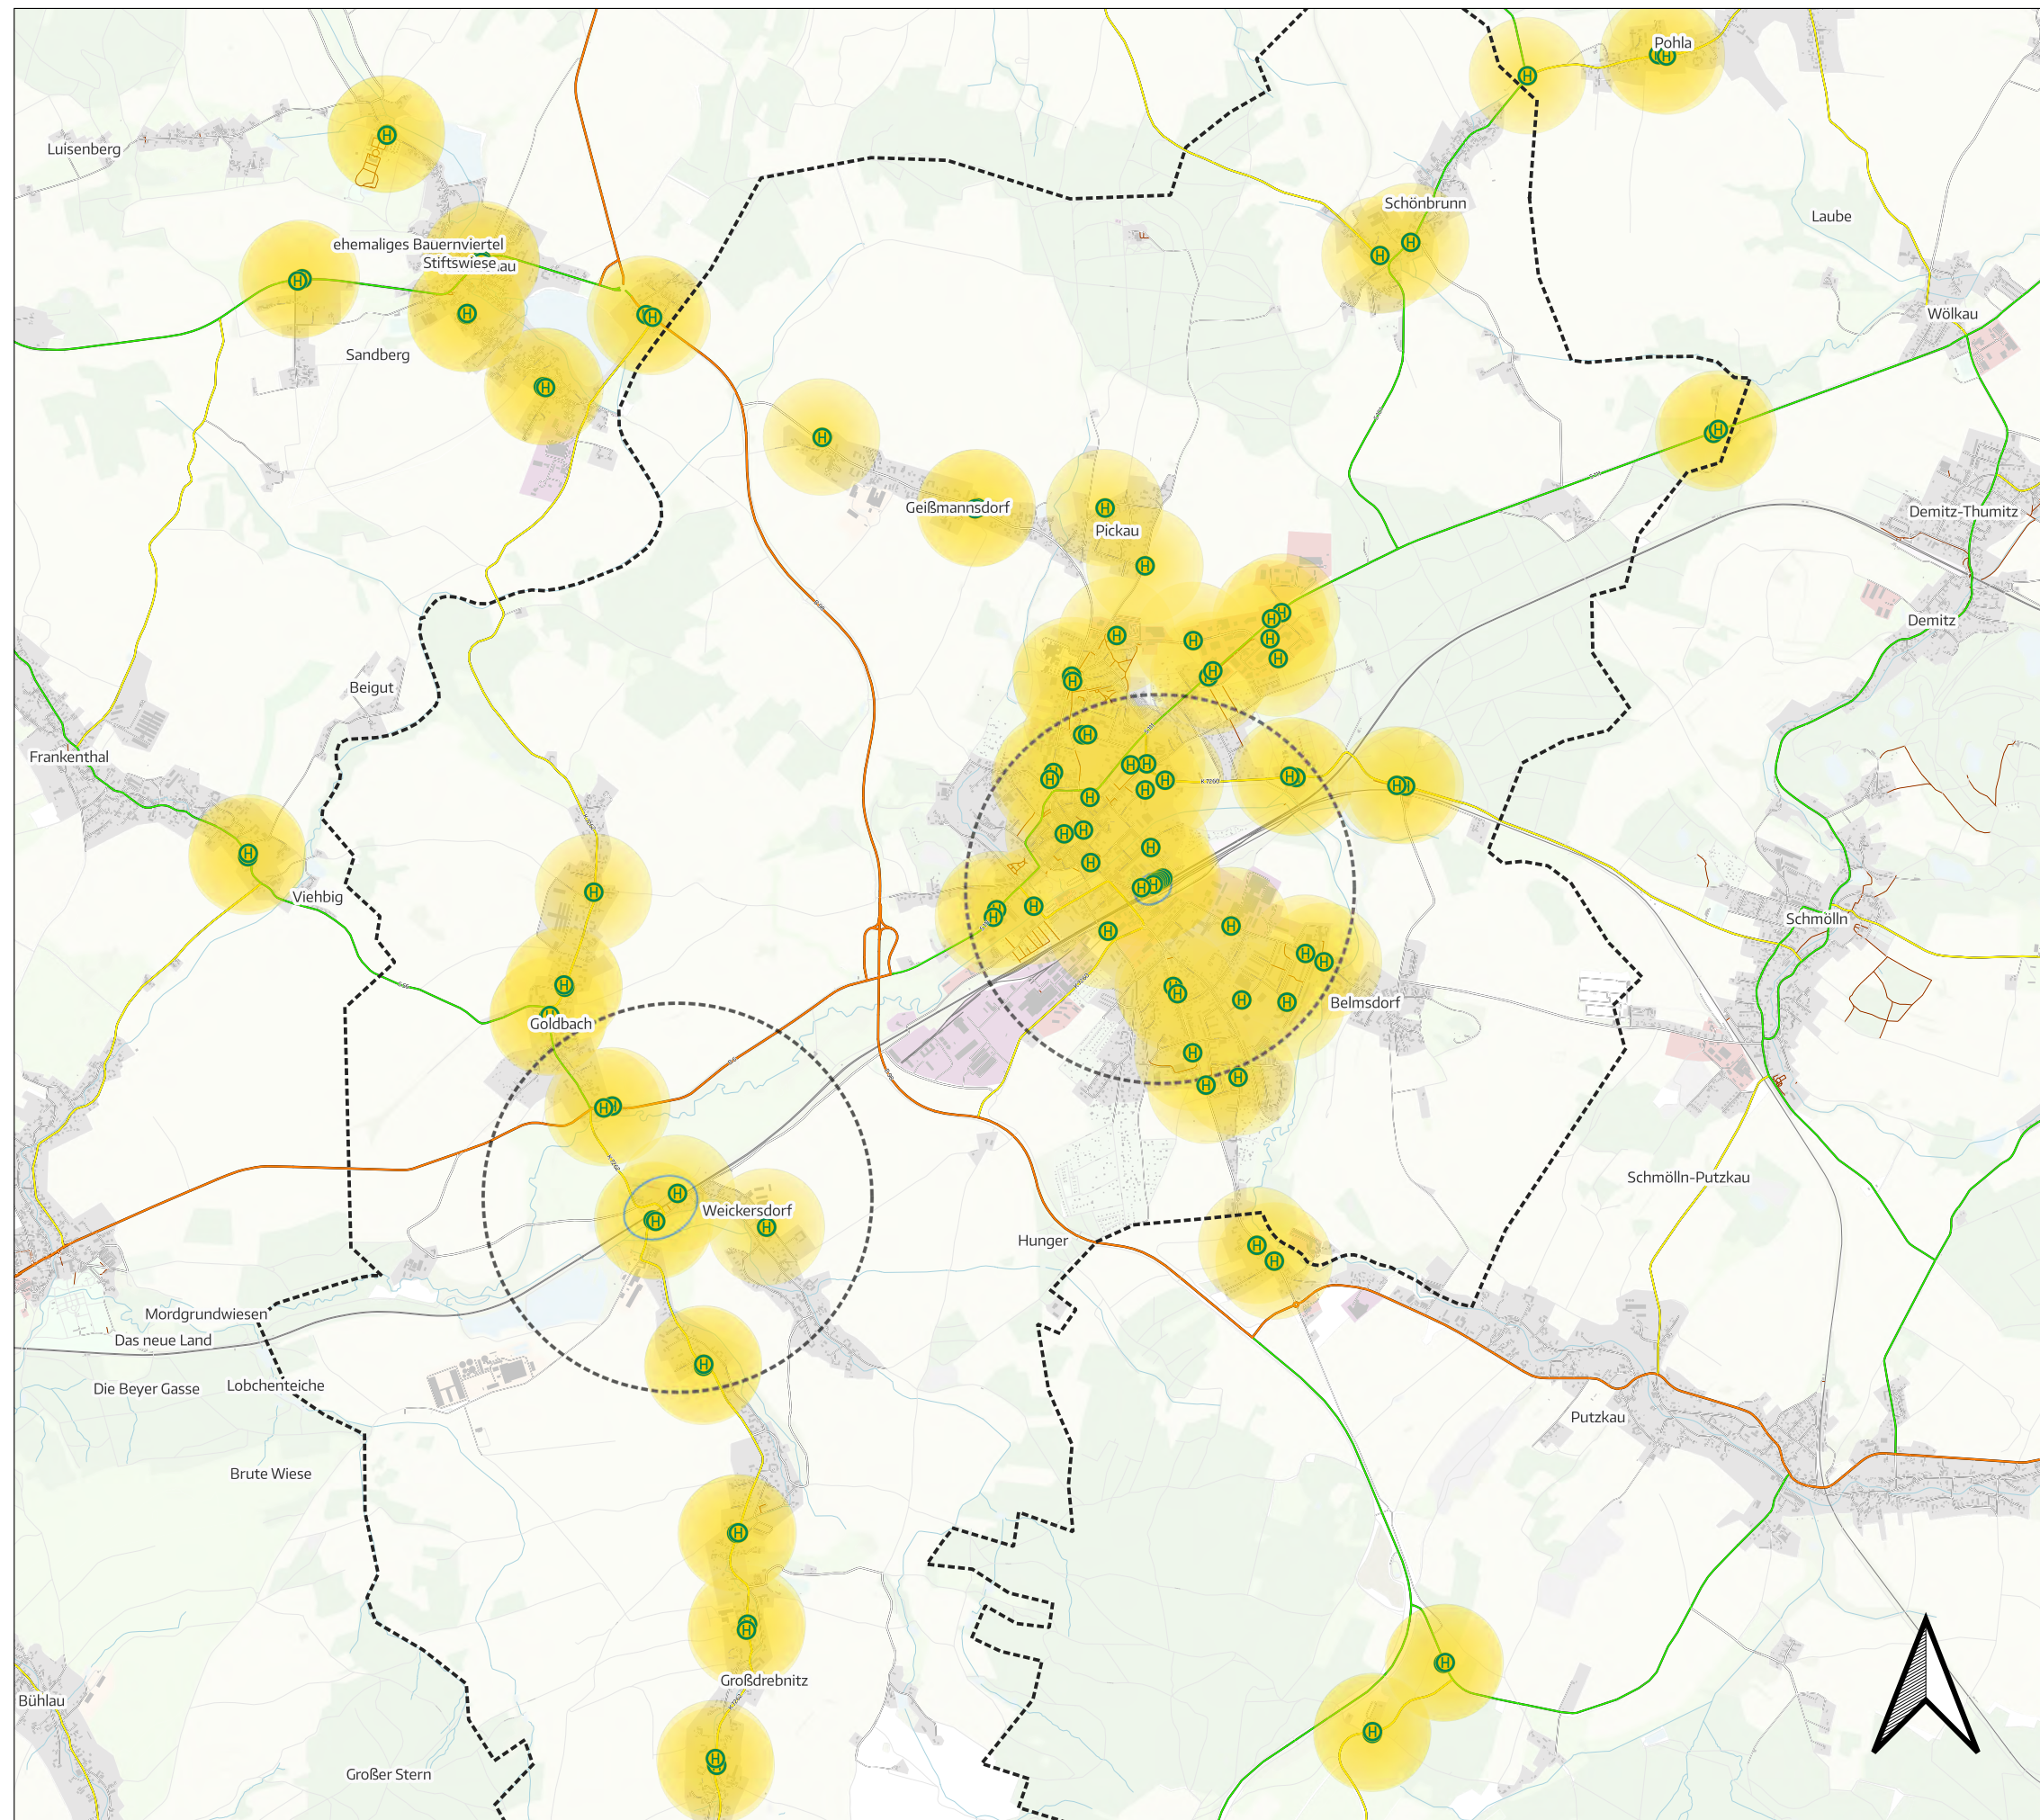 Pohla
Luisenberg
Schönbrunn
Laube
ehemaliges Bauernviertel
Stiftswiese
au
Wölkau
Sandberg
Geißmannsdorf
Demitz-Thumitz
Pickau
Demitz
Beigut
Frankenthal
K 7260
Viehbig
Schmölln
Belmsdorf
Goldbach
Schmölln-Putzkau
Weickersdorf
Hunger
Mordgrundwiesen
Das neue Land
Die Beyer Gasse
Lobchenteiche
Putzkau
Brute Wiese
Großdrebnitz
Bühlau
Großer Stern